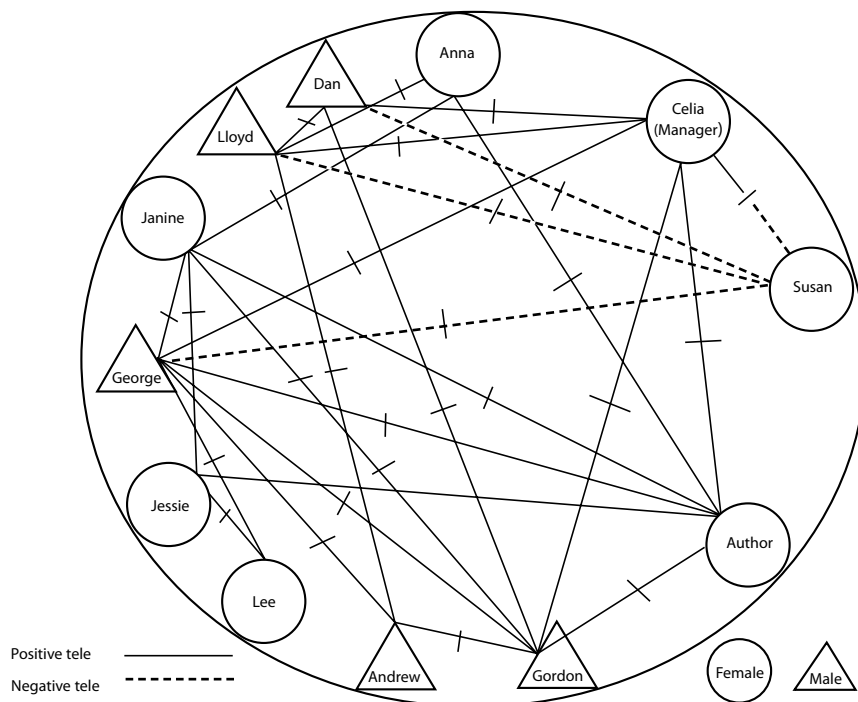 Anna
Dan
Celia
(Manager)
Lloyd
Janine
Susan
George
Jessie
Author
Lee
Positive tele
Andrew
Gordon
Female
Male
Negative tele